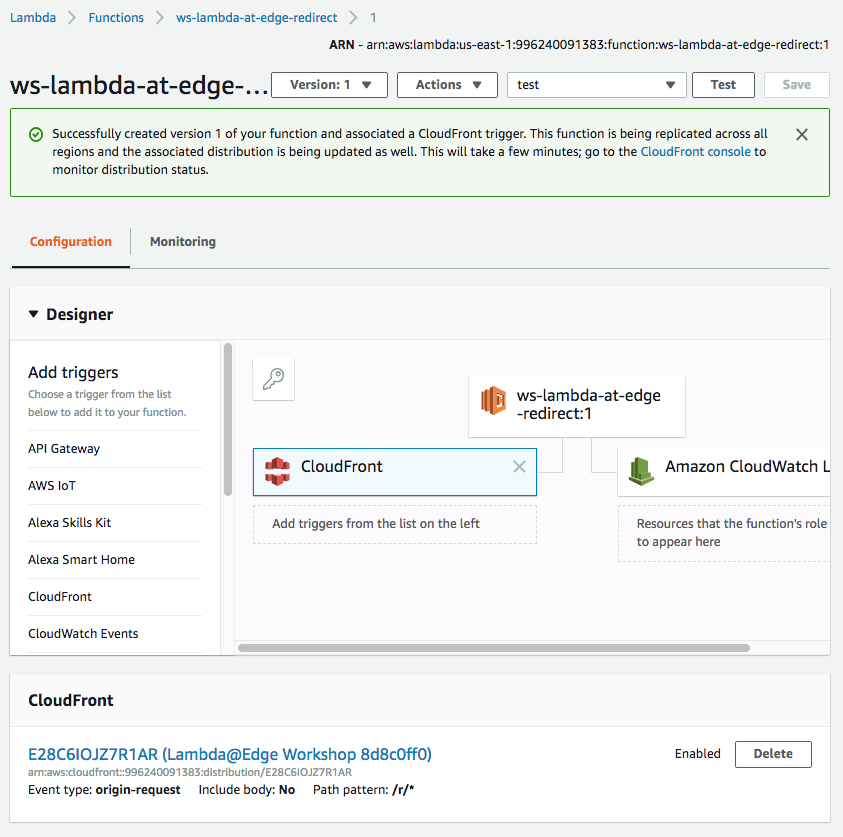 Lambda > Functions > ws-lambda-at-edge-redirect > 1
ARN - arn:aws:lambda:us-east-1:996240091383:function:ws-lambda-at-edge-redirect:1
ws-lambda-at-edge-... Version: 1 Actions test Test Save
Successfully created version 1 of your function and associated a CloudFront trigger. This function is being replicated across all
regions and the associated distribution is being updated as well. This will take a few minutes; go to the CloudFront console to
monitor distribution status.
Configuration Monitoring
Designer
Add triggers
Choose a trigger from the list
below to add it to your function.
API Gateway
AWS IoT
Alexa Skills Kit
Alexa Smart Home
CloudFront
CloudWatch Events
ws-lambda-at-edge
-redirect:1
CloudFront
Add triggers from the list on the left
Amazon CloudWatch L
Resources that the function's role
to appear here
CloudFront
E28C6IOJZ7R1AR (Lambda@Edge Workshop 8d8c0ff0) Enabled Delete
arn:aws:cloudfront::996240091383:distribution/E28C6IOJZ7R1AR
Event type: origin-request Include body: No Path pattern: /r/*